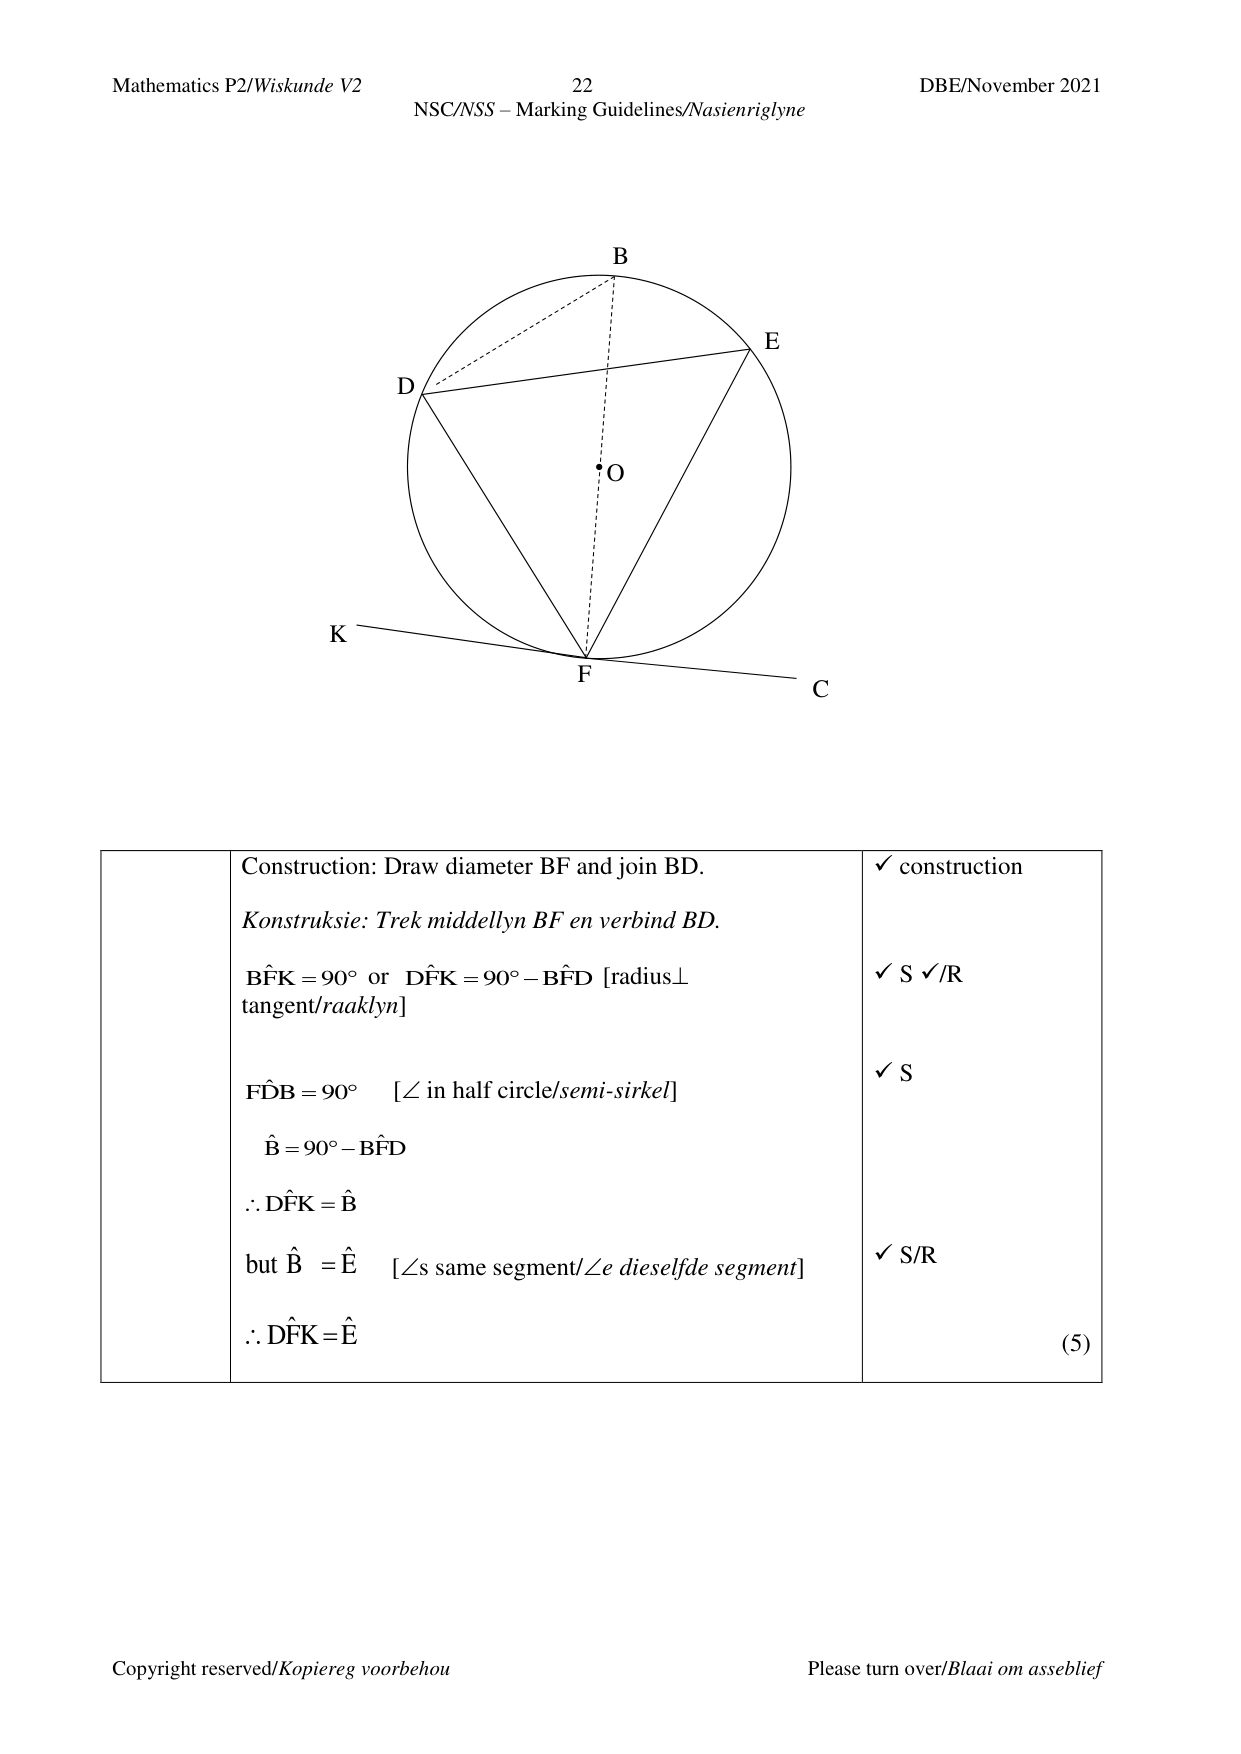 Mathematics P2/Wiskunde V2 22 DBE/November 2021
NSC/NSS – Marking Guidelines/Nasienriglyne
B
E
D
O
K
F
C
Construction: Draw diameter BF and join BD. ✓ construction
Konstruksie: Trek middellyn BF en verbind BD.
BF̂K = 90° or DF̂K = 90° – BF̂D [radius⊥ ✓ S ✓/R
tangent/raaklyn]
✓ S
FD̂B = 90° [∠ in half circle/semi-sirkel]
B̂ = 90° – BF̂D
∴ DF̂K = B̂
but B̂ = Ê [∠s same segment/∠e dieselfde segment] ✓ S/R
∴ DF̂K = Ê
(5)
Copyright reserved/Kopiereg voorbehou Please turn over/Blaai om asseblief